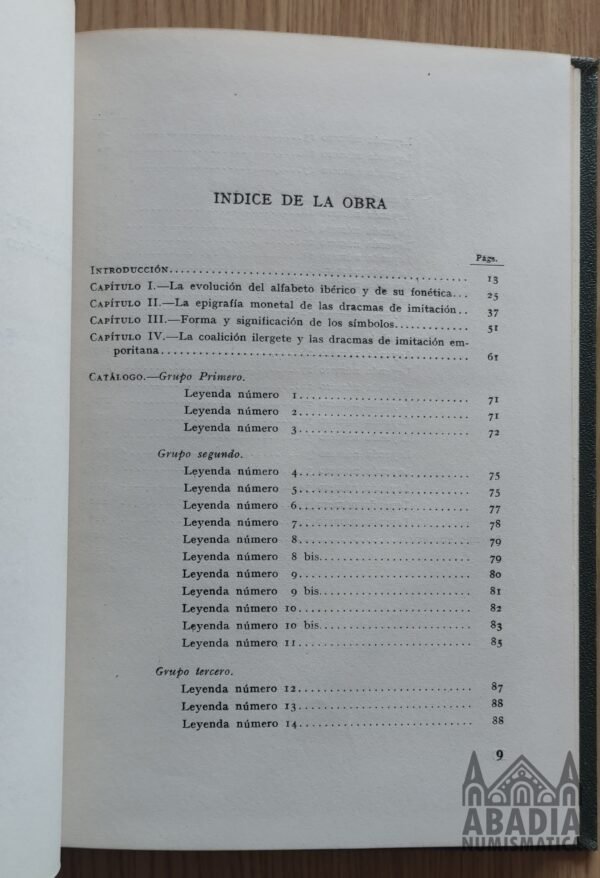 INDICE DE LA OBRA
Págs.
INTRODUCCIÓN............................................. 13
CAPÍTULO I.—La evolución del alfabeto ibérico y de su fonética... 25
CAPÍTULO II.—La epigrafía monetal de las dracmas de imitación.. 37
CAPÍTULO III.—Forma y significación de los símbolos............ 51
CAPÍTULO IV.—La coalición ilergete y las dracmas de imitación em-
poritana............................................. 61
CATÁLOGO.—Grupo Primero.
Leyenda número 1......................... 71
Leyenda número 2......................... 71
Leyenda número 3......................... 72
Grupo segundo.
Leyenda número 4......................... 75
Leyenda número 5......................... 75
Leyenda número 6......................... 77
Leyenda número 7......................... 78
Leyenda número 8......................... 79
Leyenda número 8 bis..................... 79
Leyenda número 9......................... 80
Leyenda número 9 bis..................... 81
Leyenda número 10........................ 82
Leyenda número 10 bis.................... 83
Leyenda número 11........................ 85
Grupo tercero.
Leyenda número 12........................ 87
Leyenda número 13........................ 88
Leyenda número 14........................ 88
9
ABADIA
NUMISMATICA